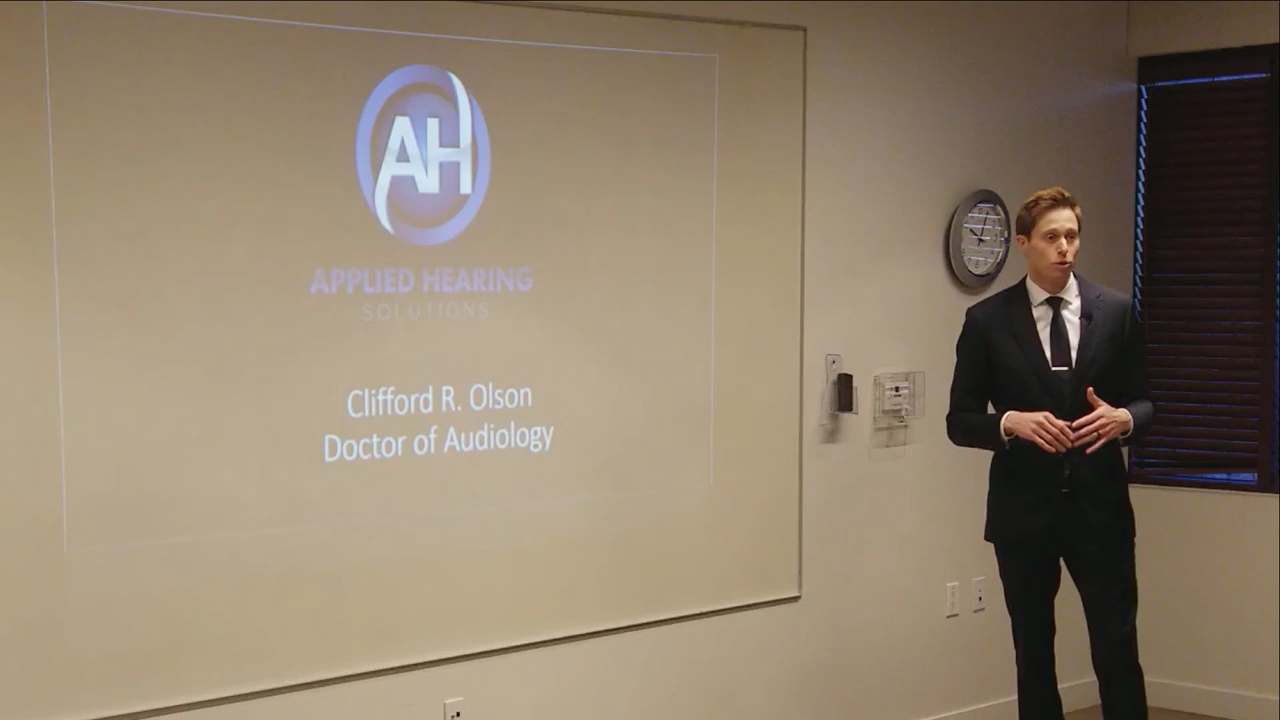 AH
APPLIED HEARING
SOLUTIONS
Clifford R. Olson
Doctor of Audiology